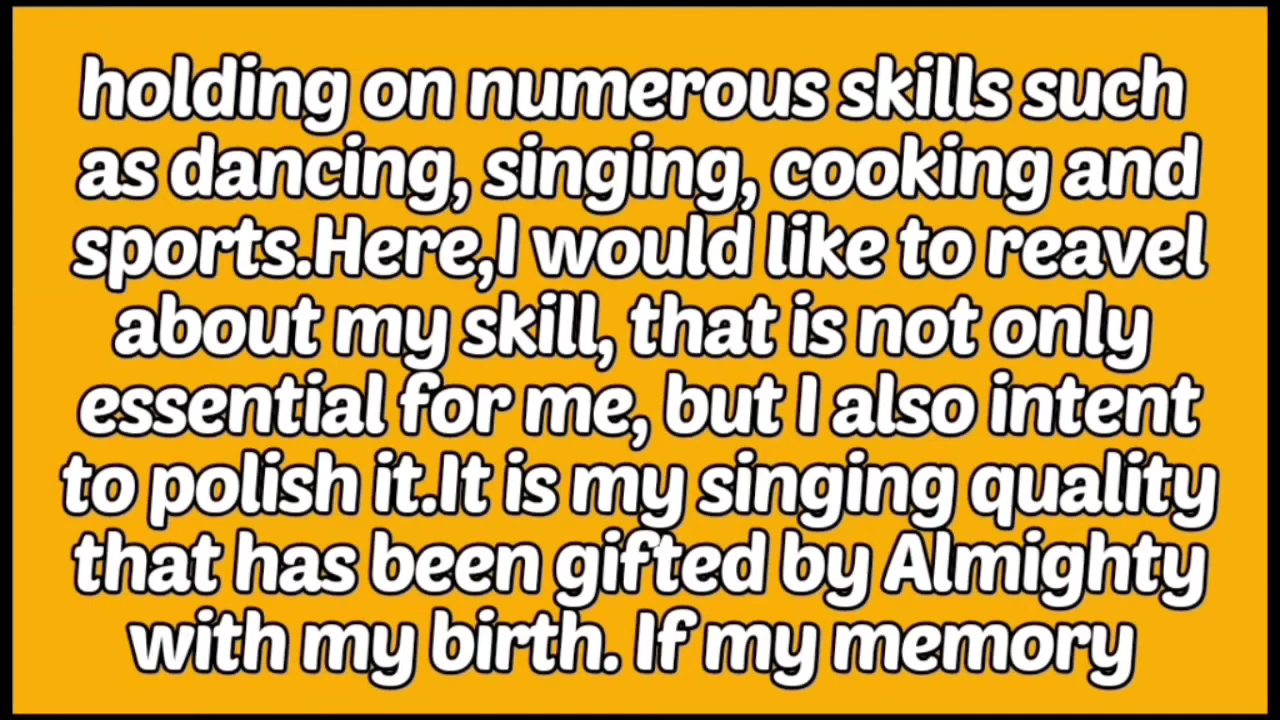 holding on numerous skills such
as dancing, singing, cooking and
sports.Here,I would like to reavel
about my skill, that is not only
essential for me, but I also intent
to polish it.It is my singing quality
that has been gifted by Almighty
with my birth. If my memory